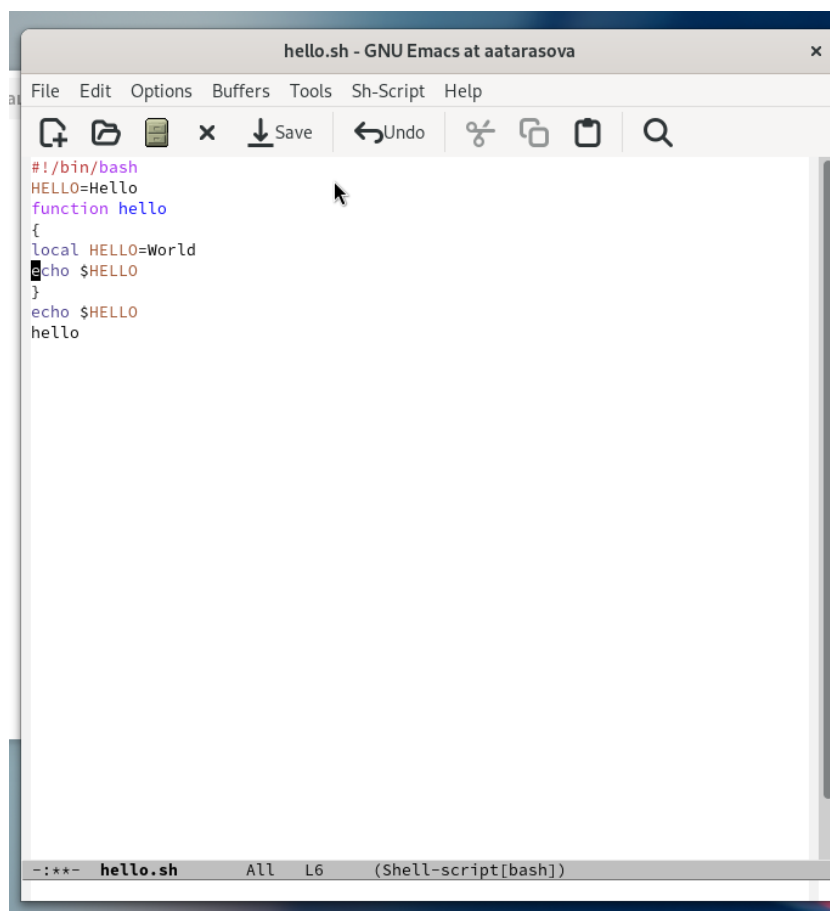 hello.sh - GNU Emacs at aatarasova
File Edit Options Buffers Tools Sh-Script Help
Save Undo
#!/bin/bash
HELLO=Hello
function hello
{
local HELLO=World
echo $HELLO
}
echo $HELLO
hello
-:**- hello.sh All L6 (Shell-script[bash])